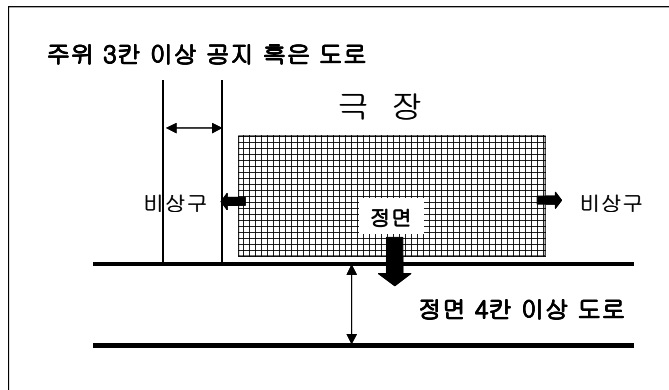 주위 3칸 이상 공지 혹은 도로
극 장
비상구
정면
비상구
정면 4칸 이상 도로